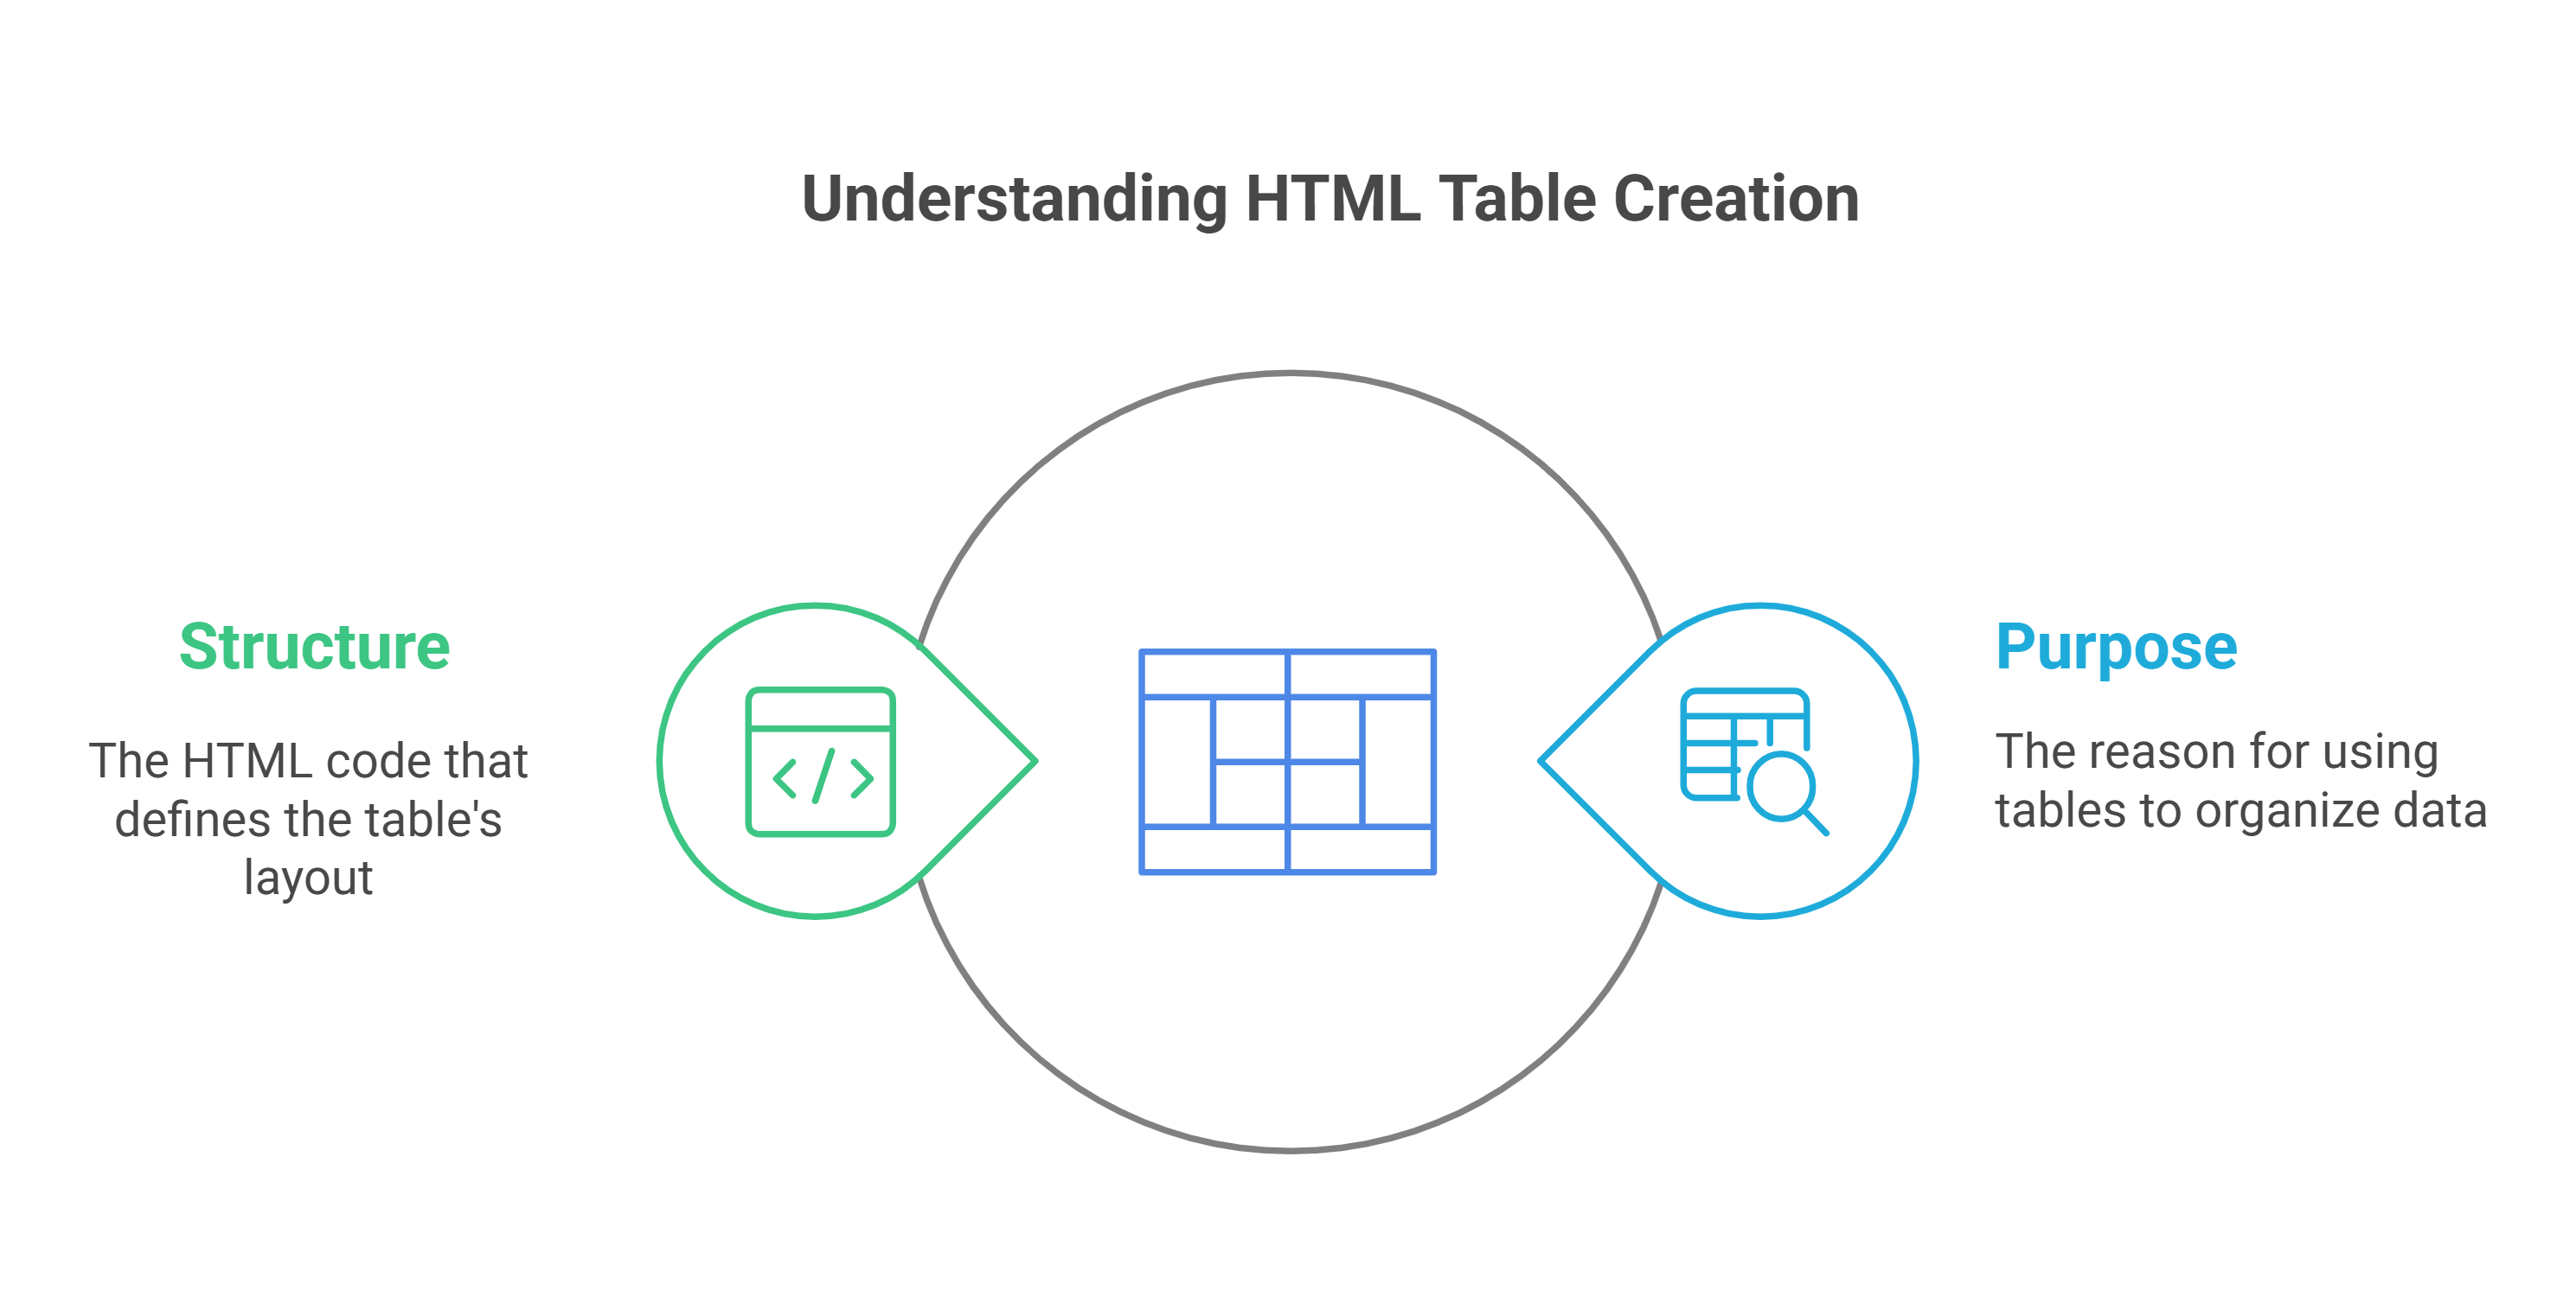 Understanding HTML Table Creation
Structure
The HTML code that
defines the table's
layout
</>
Purpose
The reason for using
tables to organize data